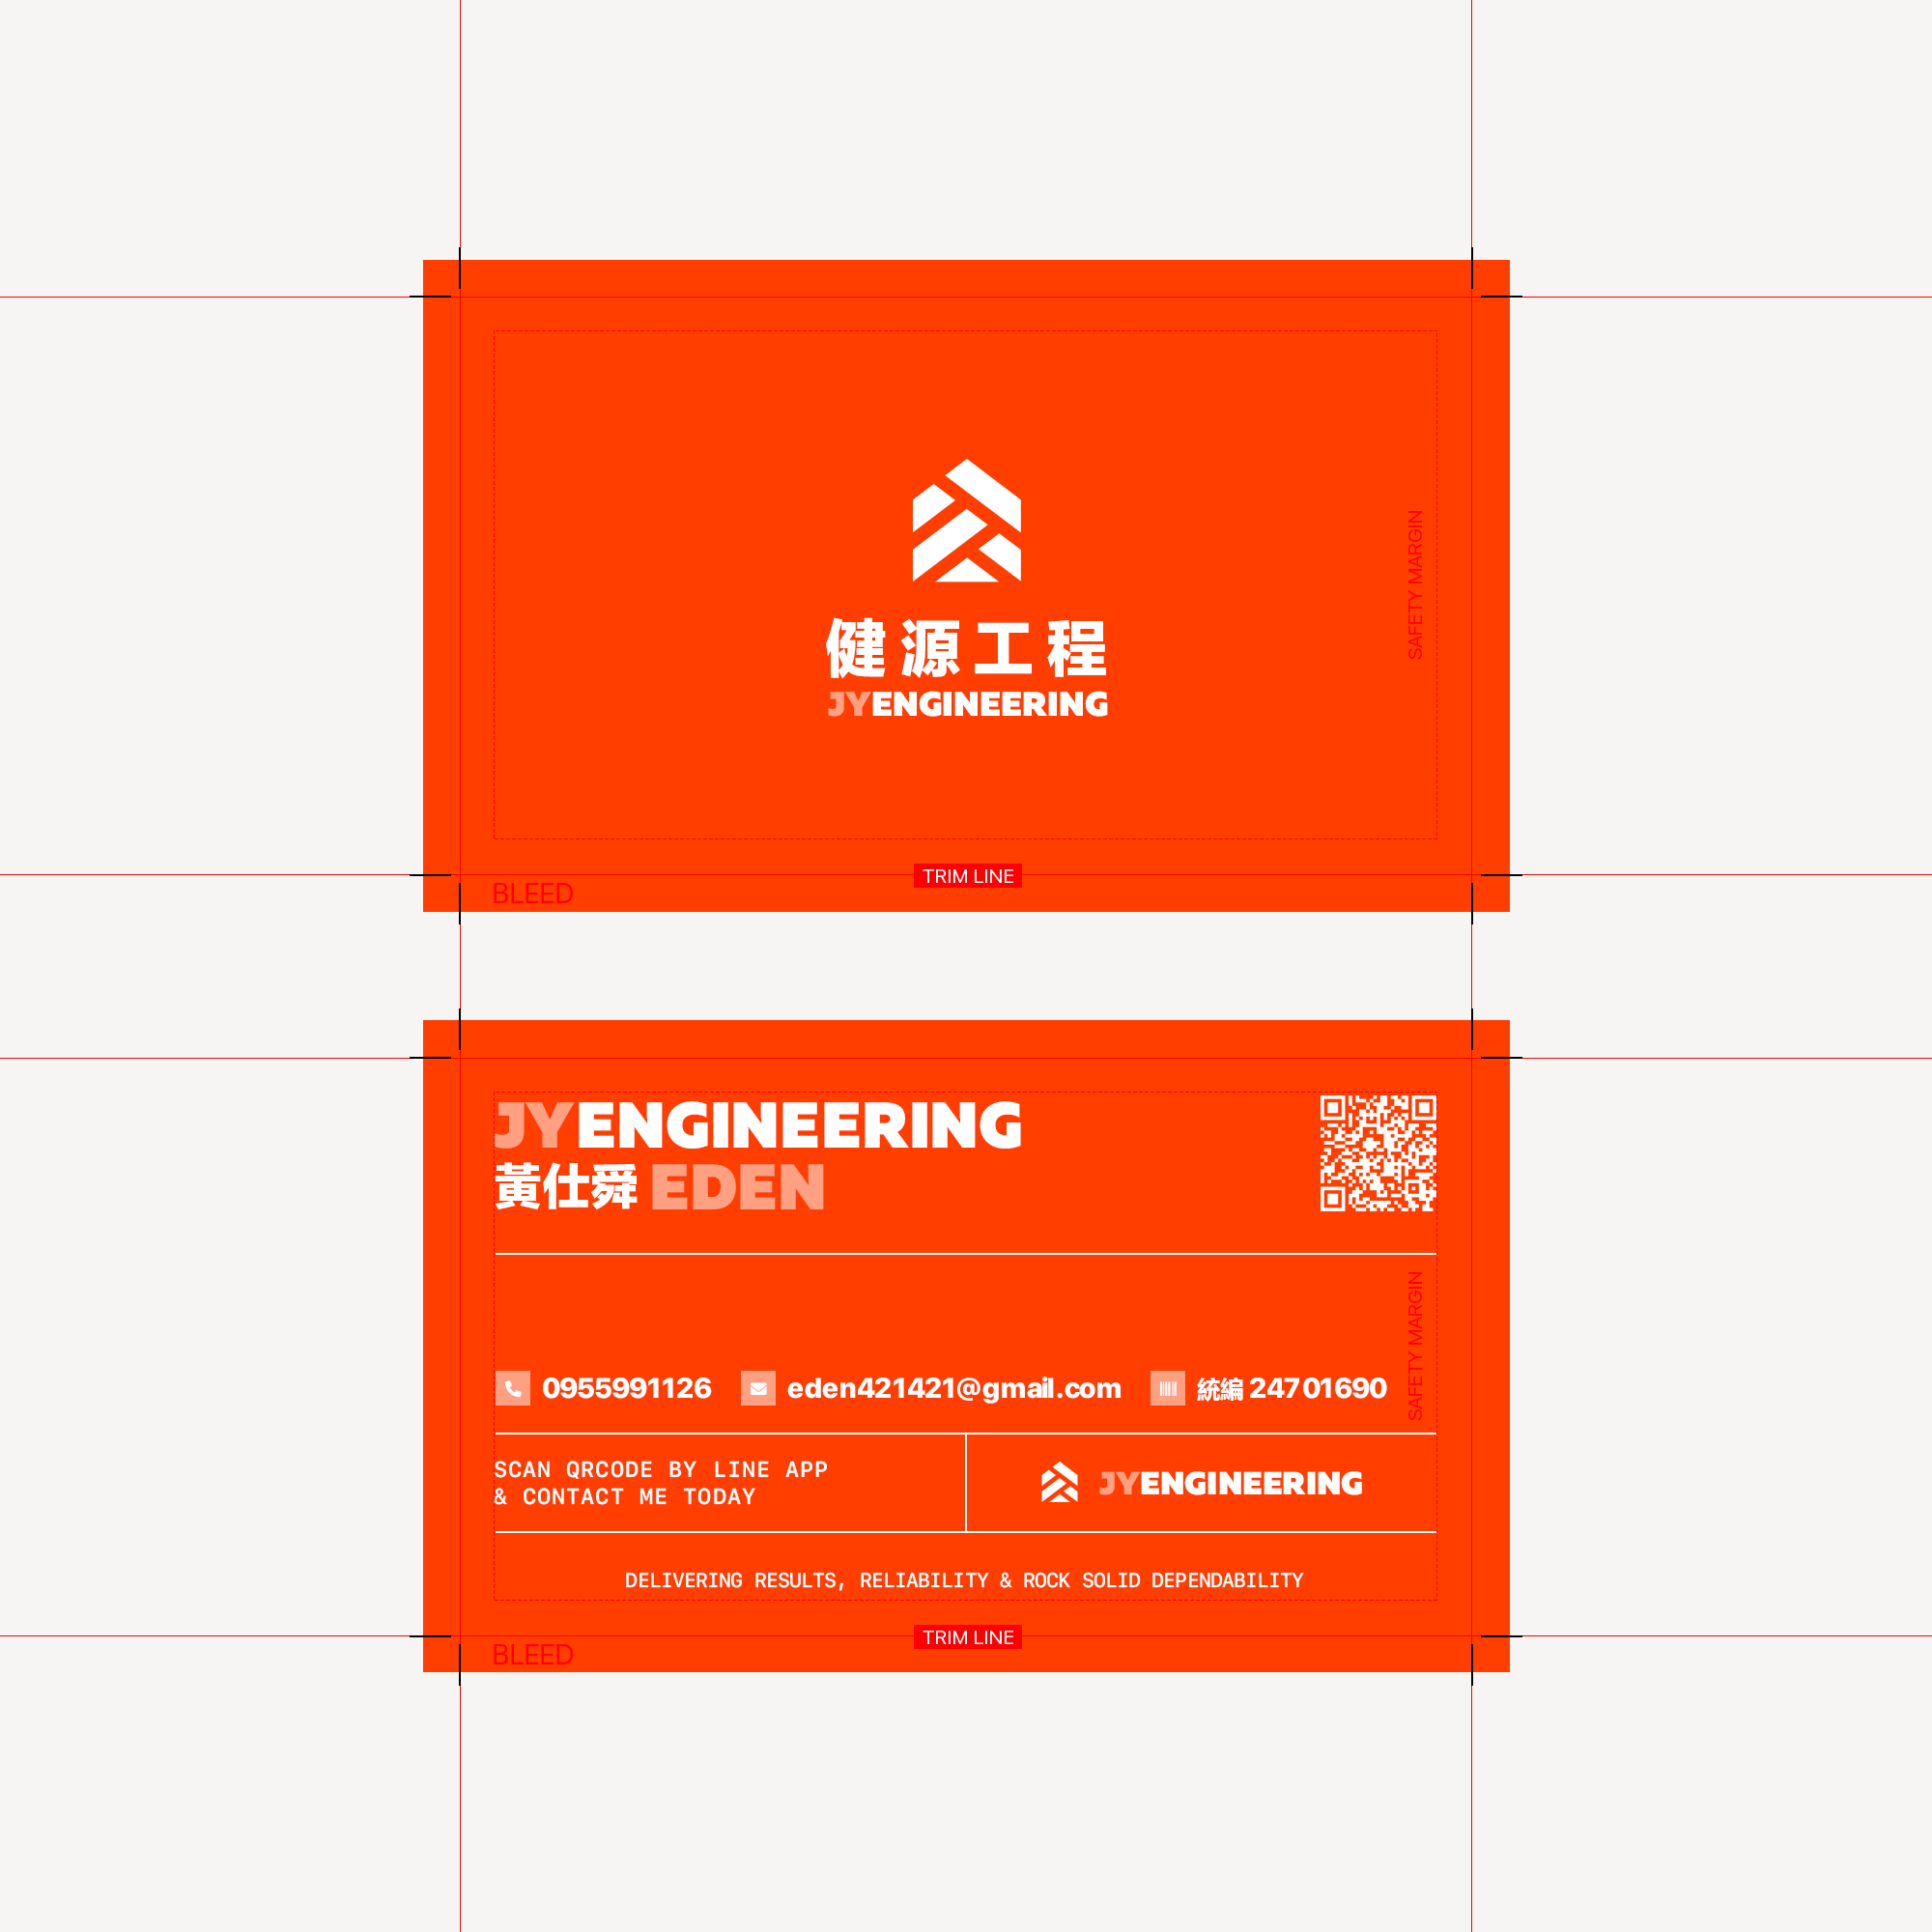 健源工程
JYENGINEERING
SAFETY MARGIN
TRIM LINE
BLEED
JYENGINEERING
黃仕舜 EDEN
SAFETY MARGIN
0955991126 eden421421@gmail.com 統編 24701690
SCAN QRCODE BY LINE APP
& CONTACT ME TODAY
JYENGINEERING
DELIVERING RESULTS, RELIABILITY & ROCK SOLID DEPENDABILITY
TRIM LINE
BLEED